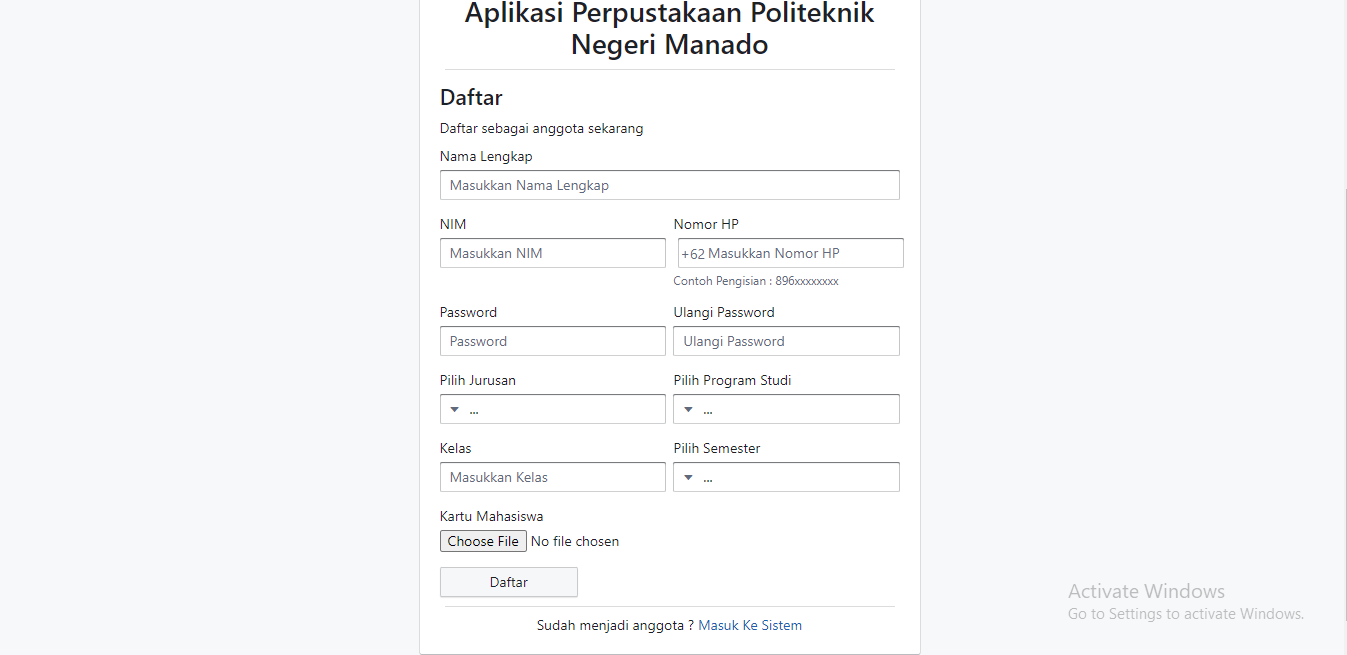 Aplikasi Perpustakaan Politeknik
Negeri Manado
Daftar
Daftar sebagai anggota sekarang
Nama Lengkap
Masukkan Nama Lengkap
NIM Nomor HP
Masukkan NIM +62 Masukkan Nomor HP
Contoh Pengisian : 896xxxxxxxx
Password Ulangi Password
Password Ulangi Password
Pilih Jurusan Pilih Program Studi
... ...
Kelas Pilih Semester
Masukkan Kelas ...
Kartu Mahasiswa
Choose File No file chosen
Daftar
Sudah menjadi anggota ? Masuk Ke Sistem
Activate Windows
Go to Settings to activate Windows.